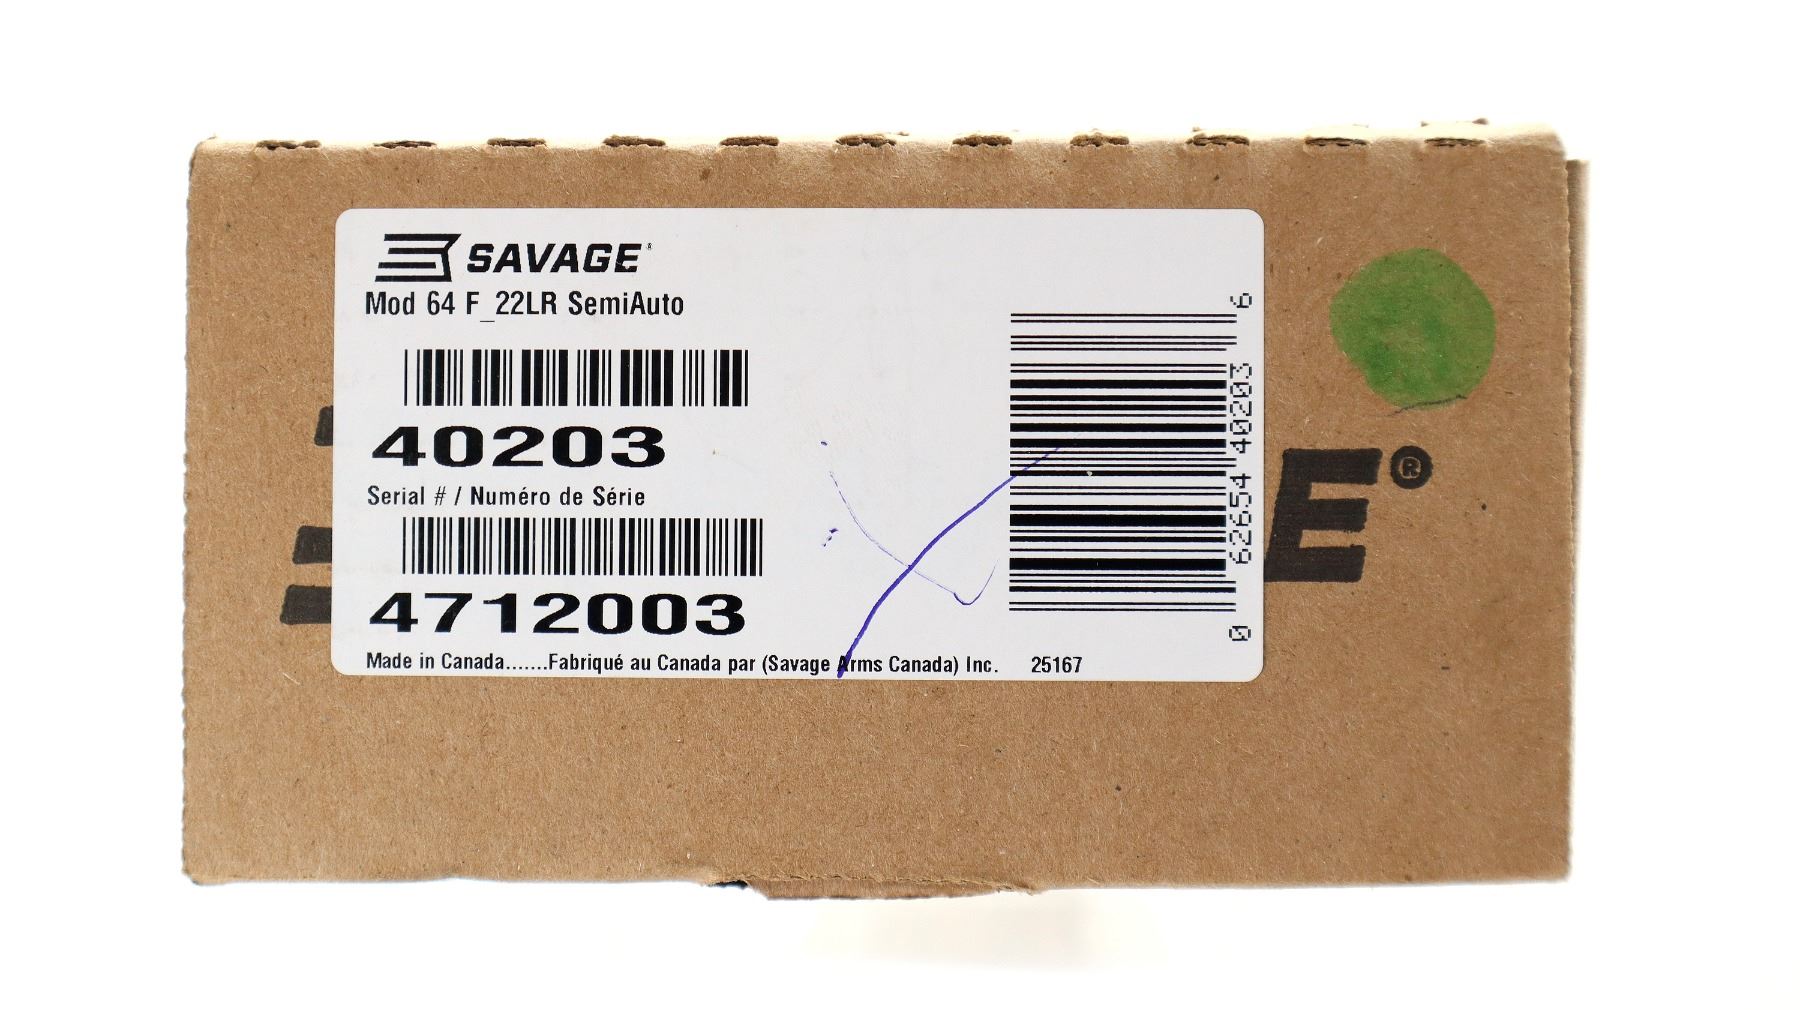 SAVAGE®
Mod 64 F_22LR SemiAuto
40203
Serial # / Numéro de Série
4712003
Made in Canada.......Fabriqué au Canada par (Savage Arms Canada) Inc. 25167
0 62654 40203 6
E®